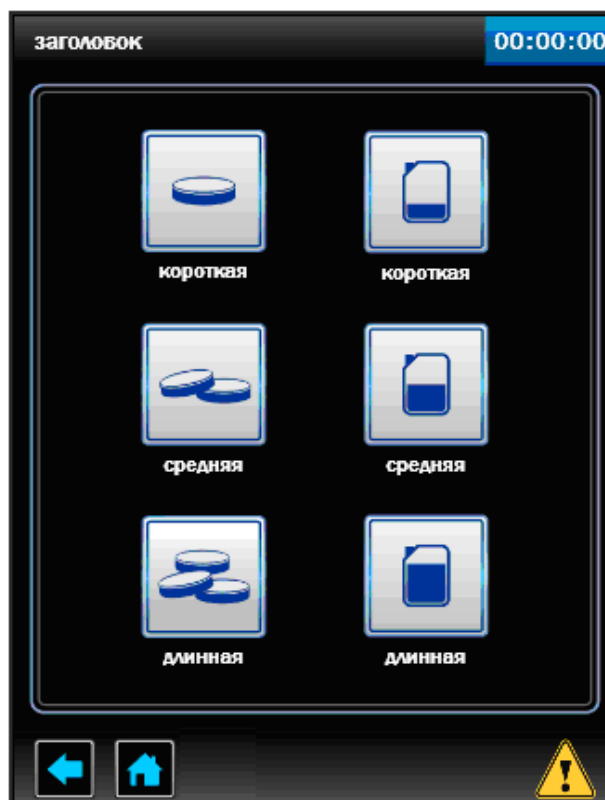 заголовок 00:00:00
короткая короткая
средняя средняя
длинная длинная